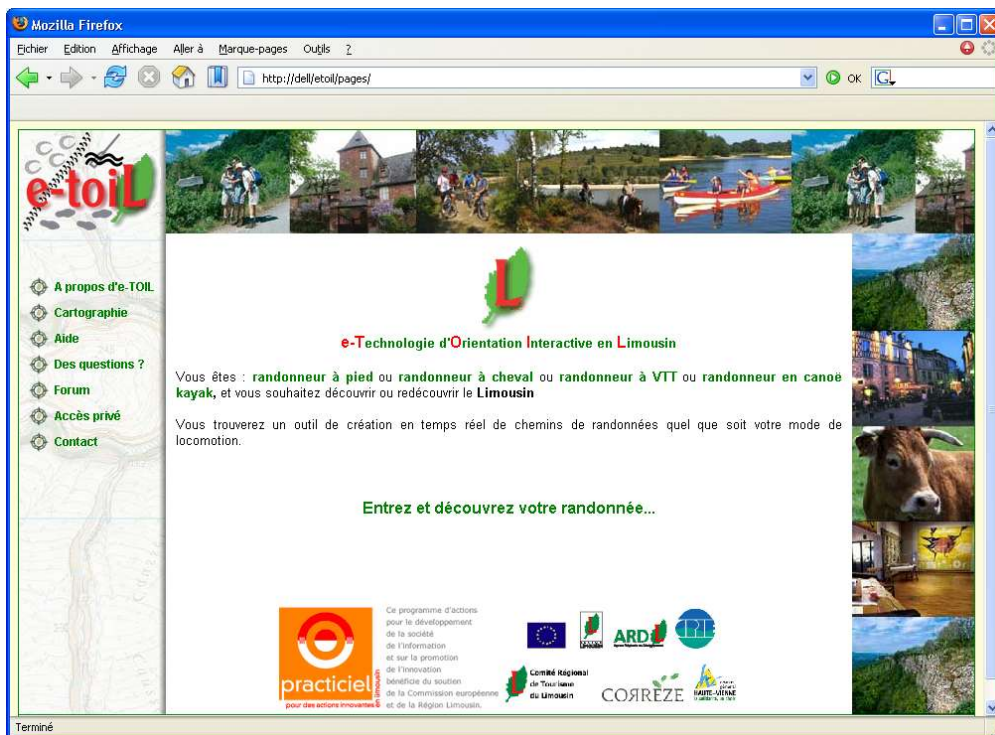 Mozilla Firefox
Fichier Edition Affichage Aller à Marque-pages Outils ?
http://dell/etoil/pages/ OK G
e-toiL
A propos d'e-TOIL
Cartographie
Aide
Des questions ?
Forum
Accès privé
Contact
L
e-Technologie d'Orientation Interactive en Limousin
Vous êtes : randonneur à pied ou randonneur à cheval ou randonneur à VTT ou randonneur en canoë
kayak, et vous souhaitez découvrir ou redécouvrir le Limousin
Vous trouverez un outil de création en temps réel de chemins de randonnées quel que soit votre mode de
locomotion.
Entrez et découvrez votre randonnée...
practiciel
en limousin
pour des actions innovantes
Ce programme d'actions
pour le développement
de la société
de l'information
et sur la promotion
de l'innovation
bénéficie du soutien
de la Commission européenne
et de la Région Limousin.
Limousin
ARD
CRIL
Comité Régional
de Tourisme
du Limousin
CORRÈZE
HAUTE-VIENNE
Terminé